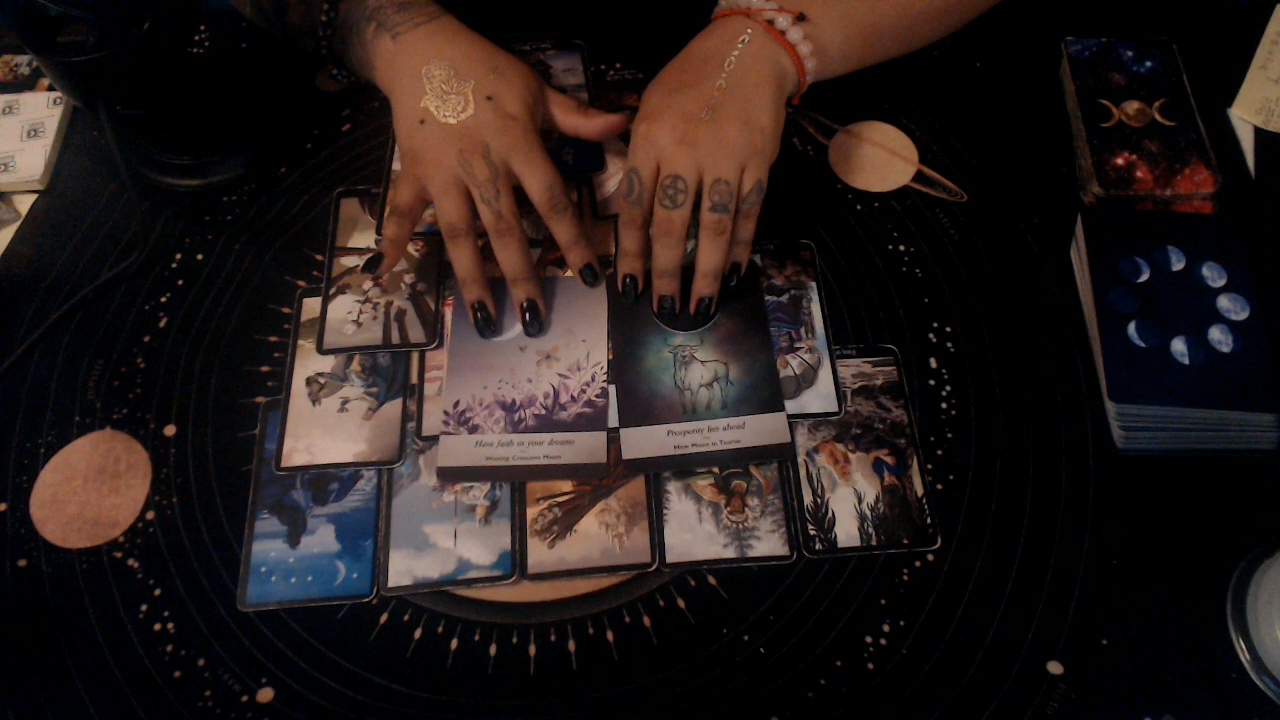 Have faith in your dreams
Waxing Crescent Moon
Prosperity lies ahead
New Moon in Taurus